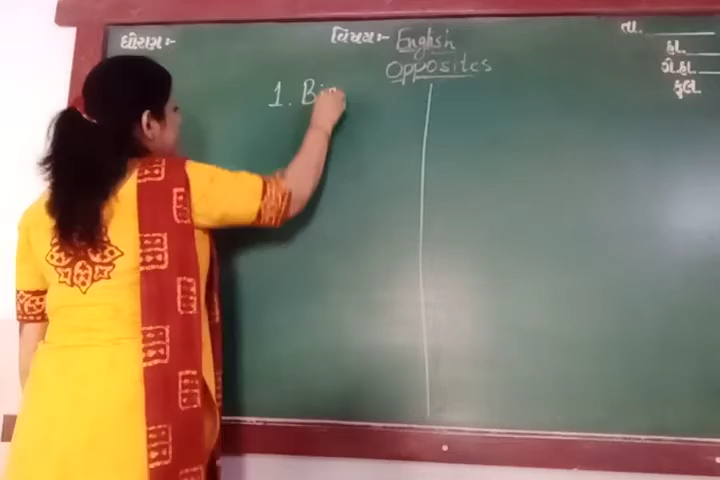 ધોરણ:- વિષય:- English તા.
Opposites હા.
ગે.હા.
1. Bi કુલ